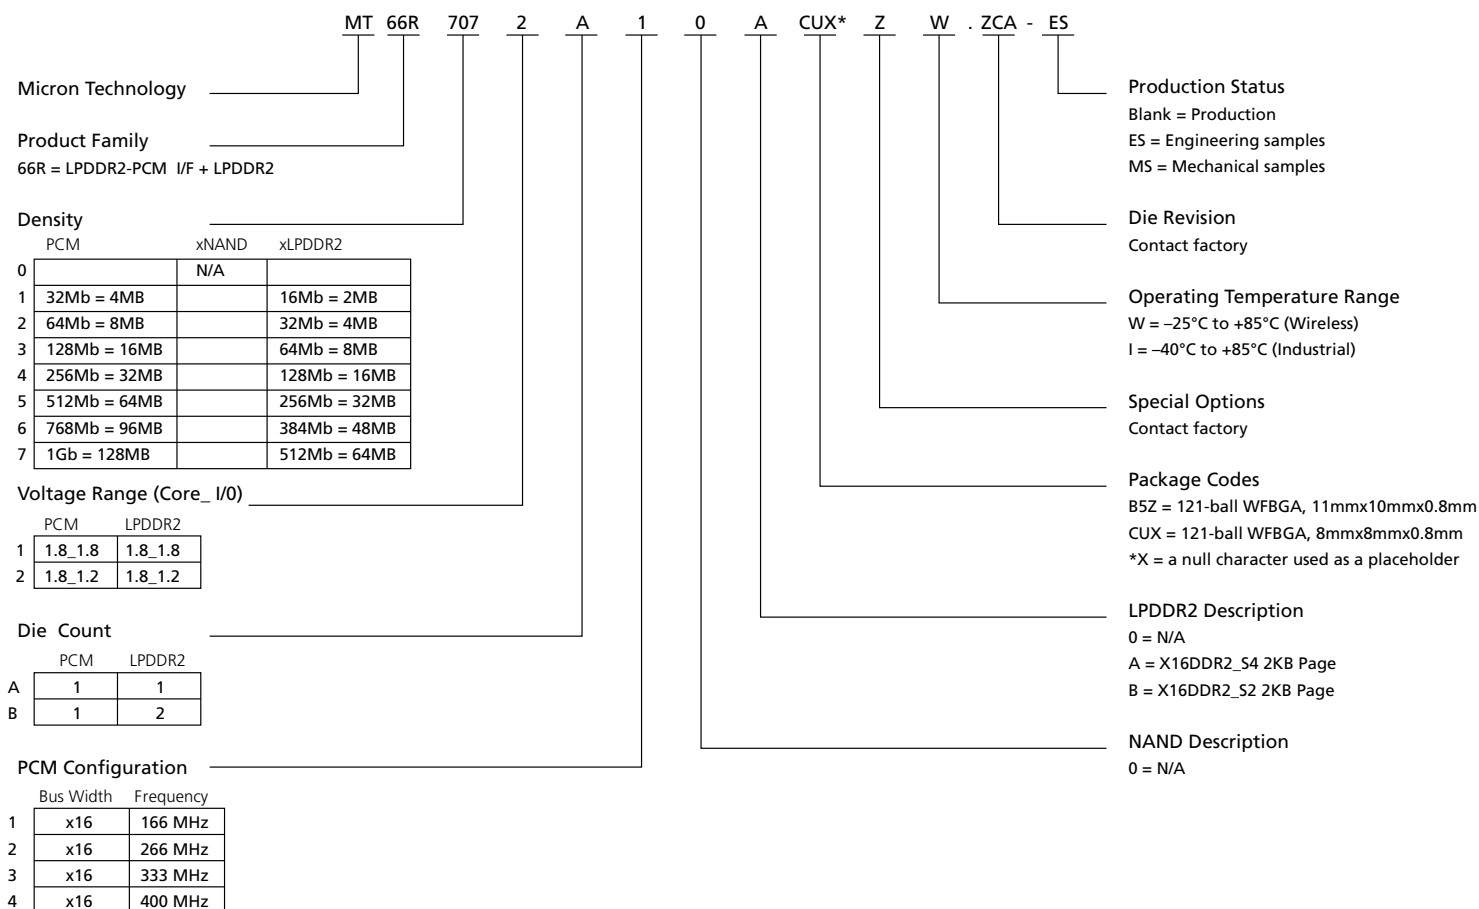 MT 66R 707 2 A 1 0 A CUX* Z W . ZCA - ES
Micron Technology
Product Family
66R = LPDDR2-PCM I/F + LPDDR2
Density
PCM xNAND xLPDDR2
0 N/A
1 32Mb = 4MB 16Mb = 2MB
2 64Mb = 8MB 32Mb = 4MB
3 128Mb = 16MB 64Mb = 8MB
4 256Mb = 32MB 128Mb = 16MB
5 512Mb = 64MB 256Mb = 32MB
6 768Mb = 96MB 384Mb = 48MB
7 1Gb = 128MB 512Mb = 64MB
Voltage Range (Core_ I/0)
PCM LPDDR2
1 1.8_1.8 1.8_1.8
2 1.8_1.2 1.8_1.2
Die Count
PCM LPDDR2
A 1 1
B 1 2
PCM Configuration
Bus Width Frequency
1 x16 166 MHz
2 x16 266 MHz
3 x16 333 MHz
4 x16 400 MHz
Production Status
Blank = Production
ES = Engineering samples
MS = Mechanical samples
Die Revision
Contact factory
Operating Temperature Range
W = –25°C to +85°C (Wireless)
I = –40°C to +85°C (Industrial)
Special Options
Contact factory
Package Codes
B5Z = 121-ball WFBGA, 11mmx10mmx0.8mm
CUX = 121-ball WFBGA, 8mmx8mmx0.8mm
*X = a null character used as a placeholder
LPDDR2 Description
0 = N/A
A = X16DDR2_S4 2KB Page
B = X16DDR2_S2 2KB Page
NAND Description
0 = N/A